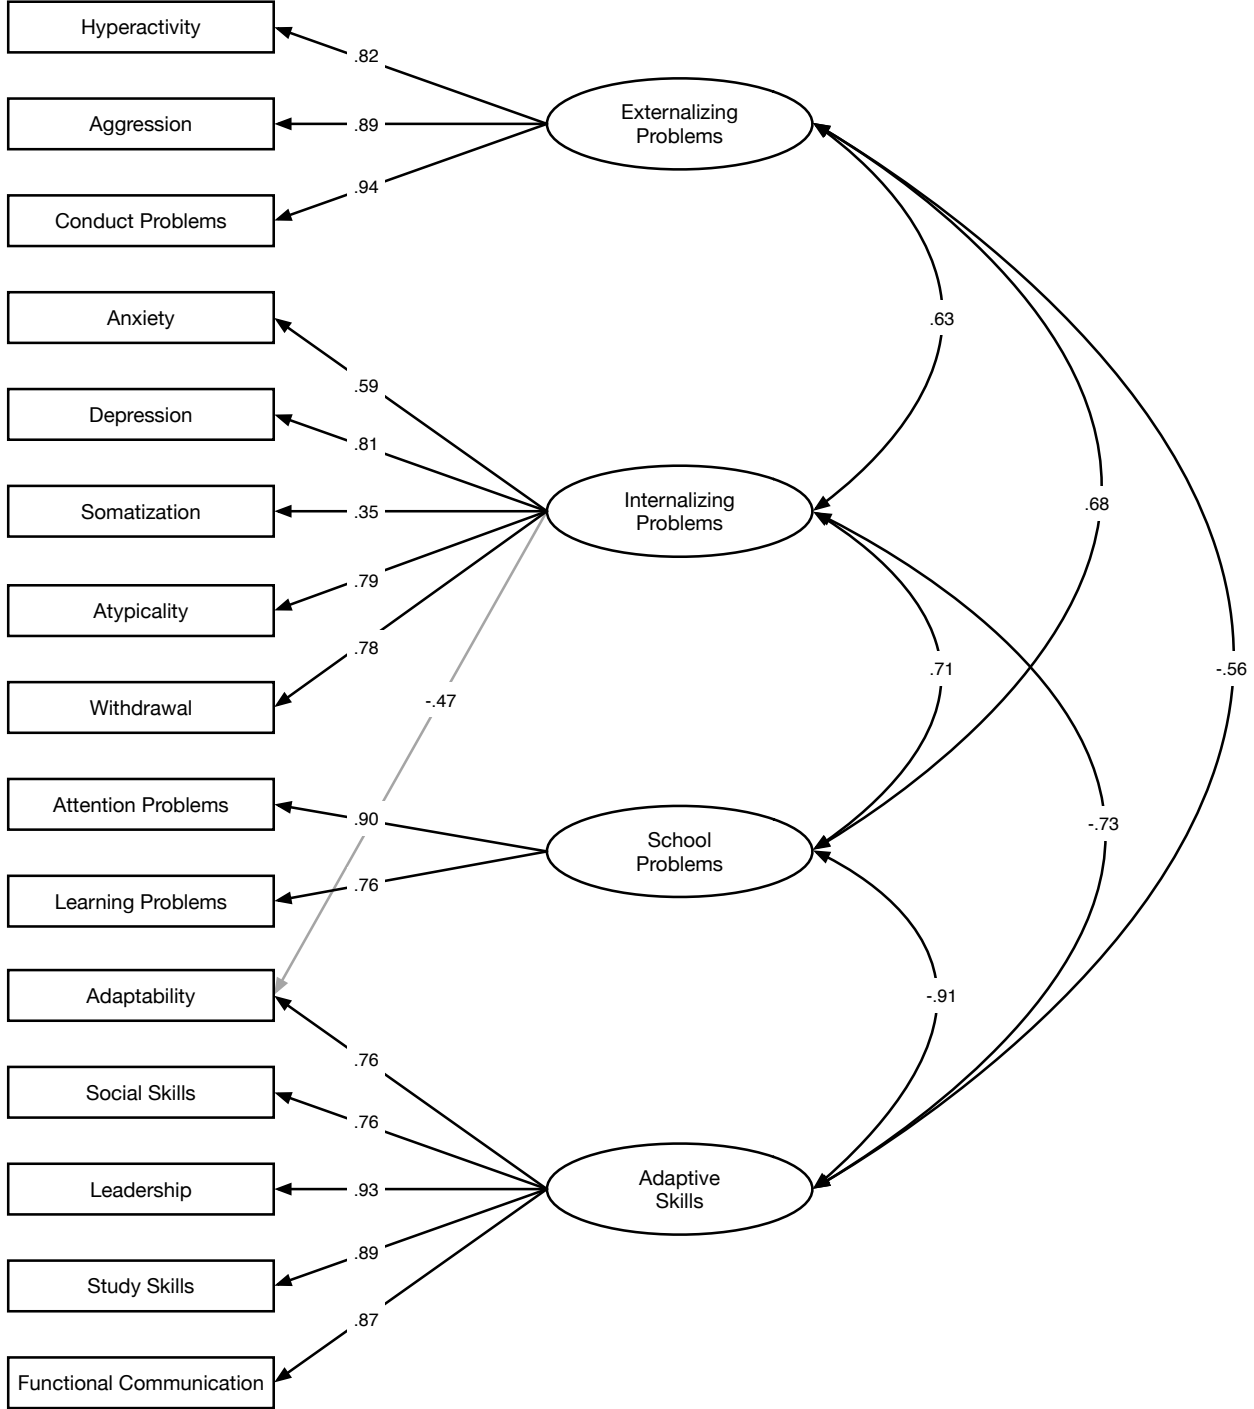 Hyperactivity
.82
Externalizing
Problems
Aggression
.89
.94
Conduct Problems
Anxiety
.63
.59
Depression
.81
Internalizing
Problems
Somatization
.35
.68
.79
Atypicality
.78
.71
-.56
Withdrawal
-.47
Attention Problems
.90
-.73
School
Problems
.76
Learning Problems
Adaptability
-.91
.76
Social Skills
.76
Adaptive
Skills
Leadership
.93
.89
Study Skills
.87
Functional Communication